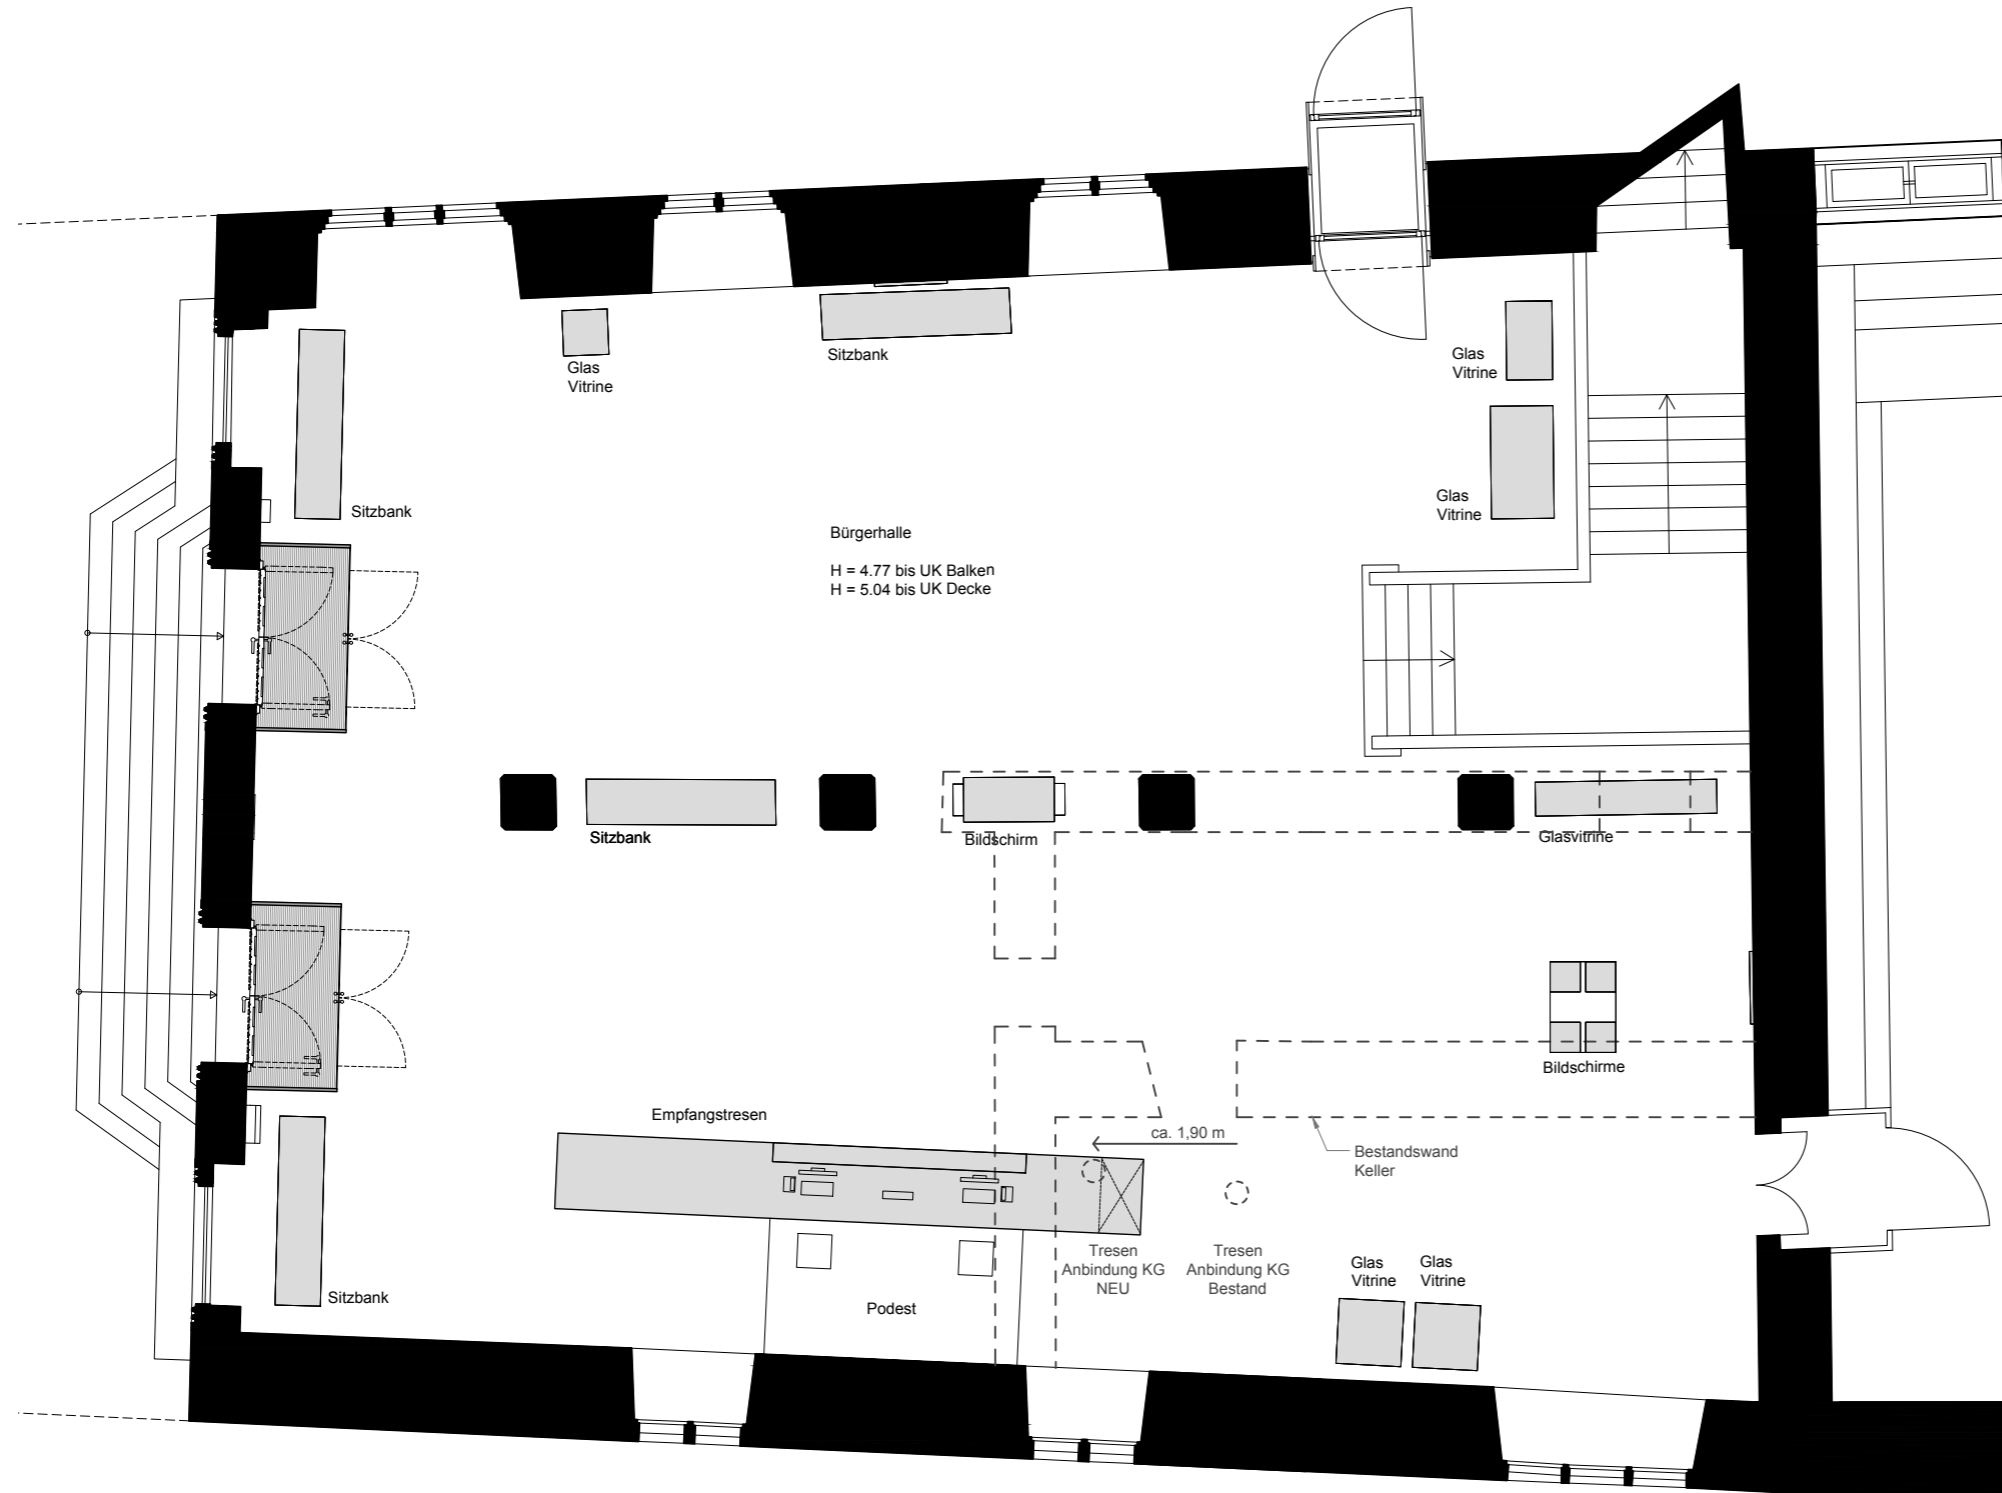 Glas
Vitrine
Sitzbank
Glas
Vitrine
Sitzbank
Glas
Vitrine
Bürgerhalle
H = 4.77 bis UK Balken
H = 5.04 bis UK Decke
Sitzbank
Bildschirm
Glasvitrine
Bildschirme
Empfangstresen
ca. 1,90 m
Bestandswand
Keller
Tresen
Anbindung KG
NEU
Tresen
Anbindung KG
Bestand
Glas
Vitrine
Glas
Vitrine
Sitzbank
Podest